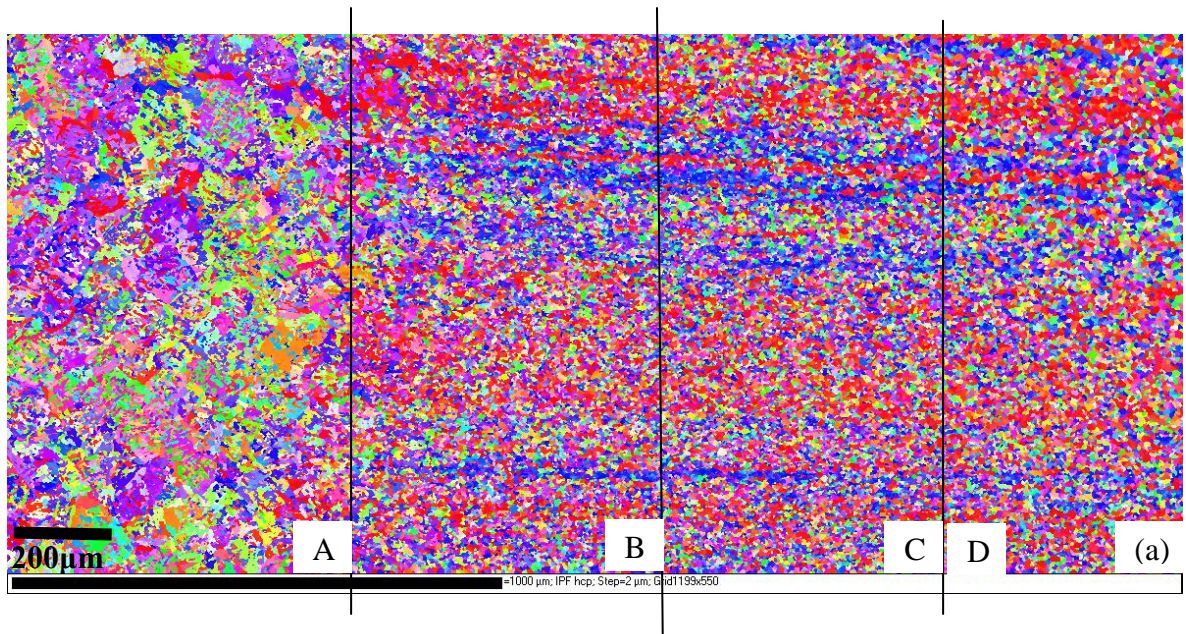 A
B
C
D
(a)
200µm
=1000 µm; IPF hcp; Step=2 µm; Grid1199x550